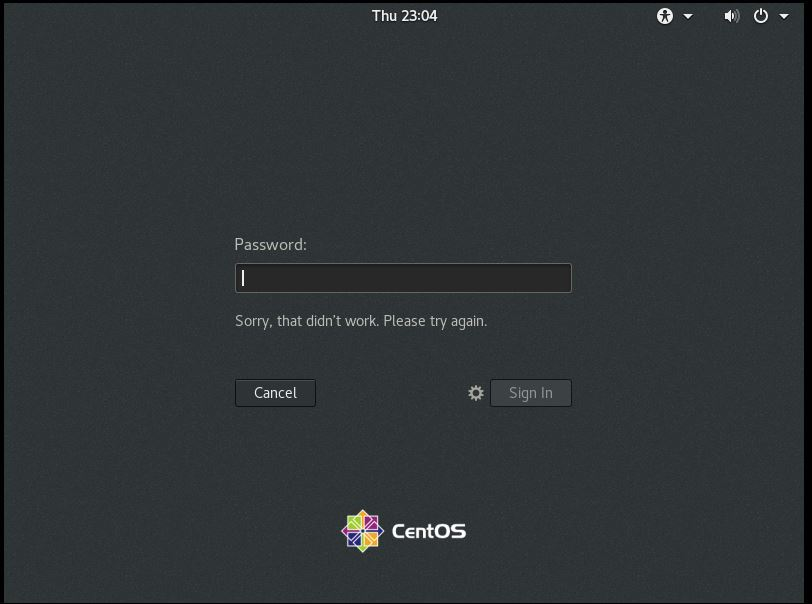 Thu 23:04
Password:
Sorry, that didn't work. Please try again.
Cancel
Sign In
CentOS